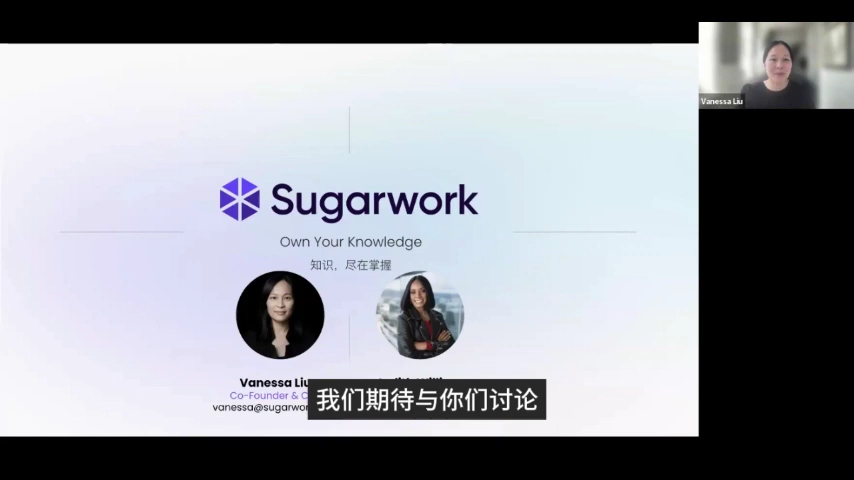 Vanessa Liu
Sugarwork
Own Your Knowledge
知识，尽在掌握
Vanessa Liu
Co-Founder & C
vanessa@sugarwor
我们期待与你们讨论